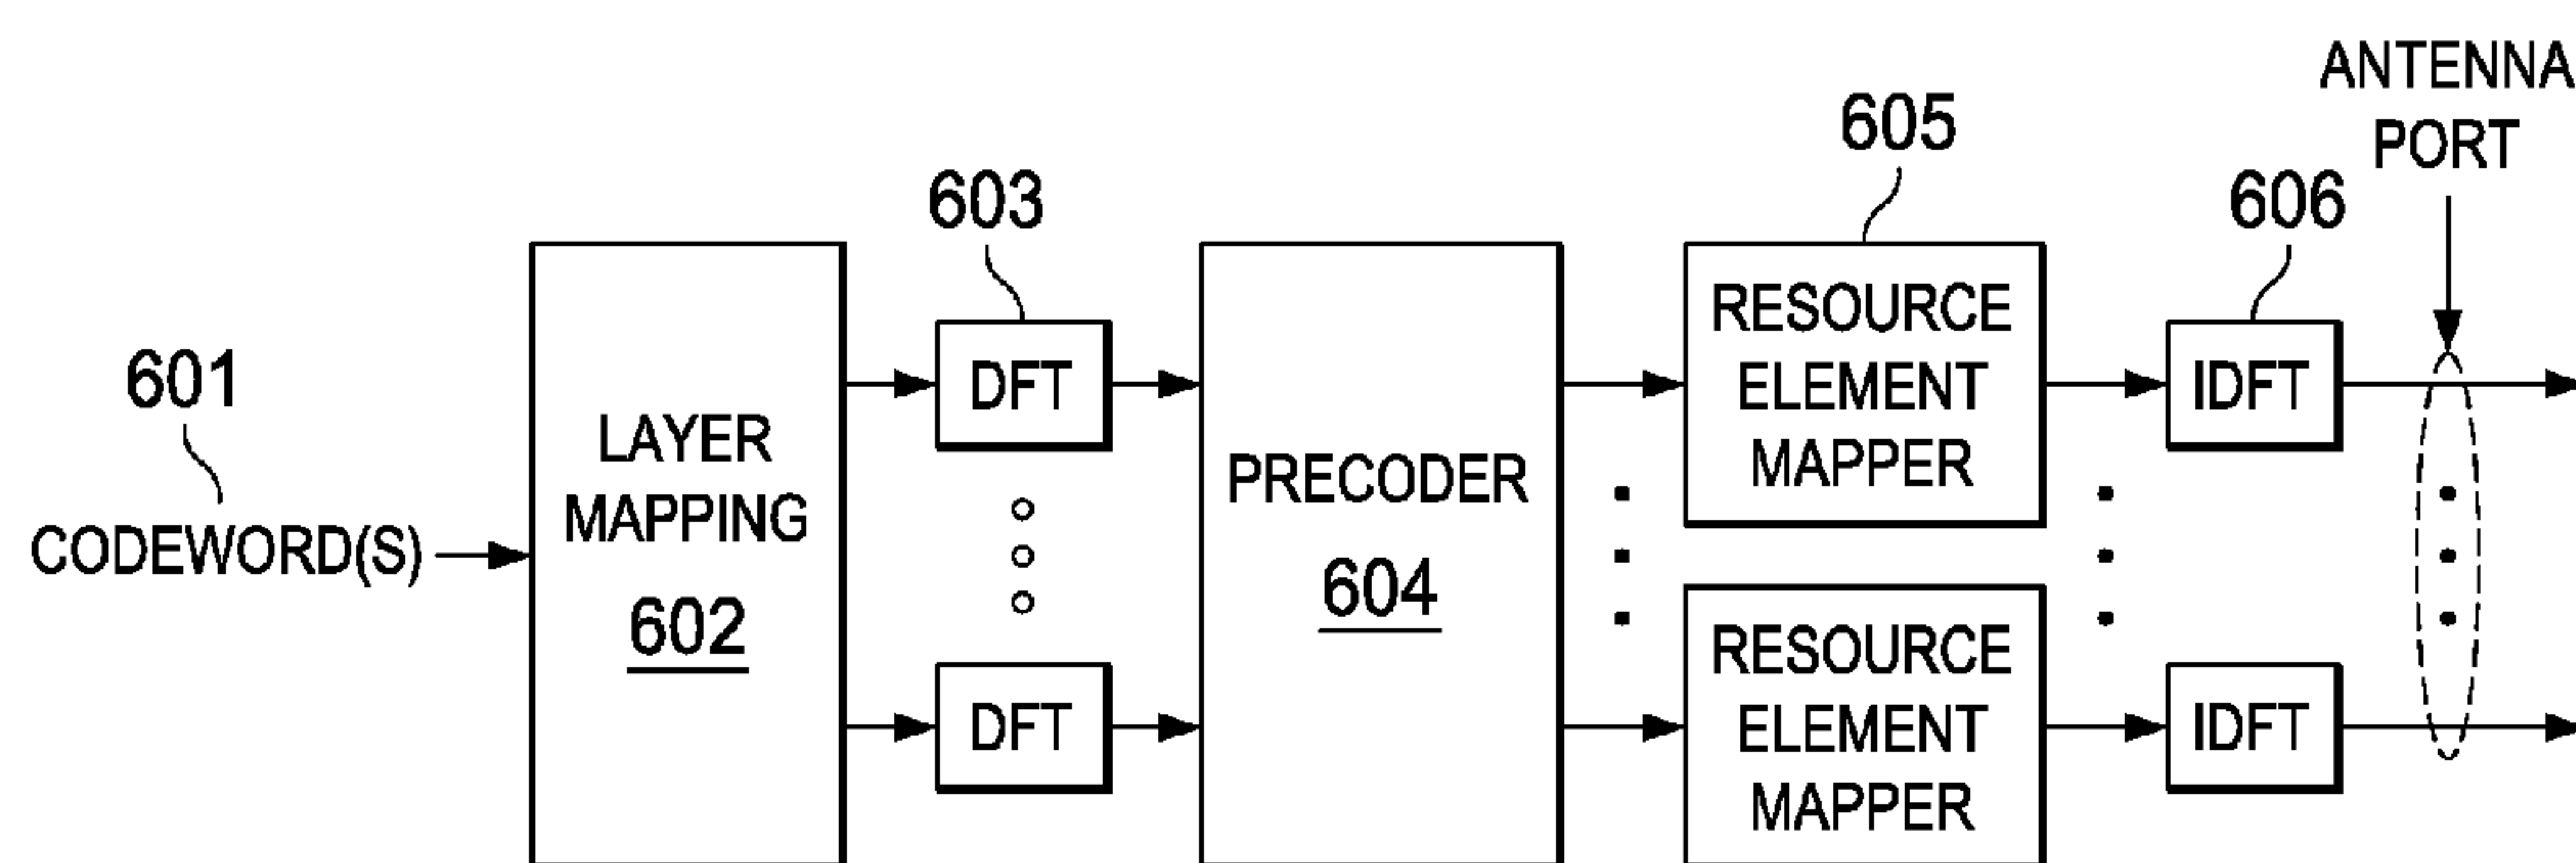 ANTENNA
PORT
605
603
606
601
RESOURCE
ELEMENT
MAPPER
DFT
IDFT
LAYER
MAPPING
602
PRECODER
604
CODEWORD(S)
DFT
RESOURCE
ELEMENT
MAPPER
IDFT